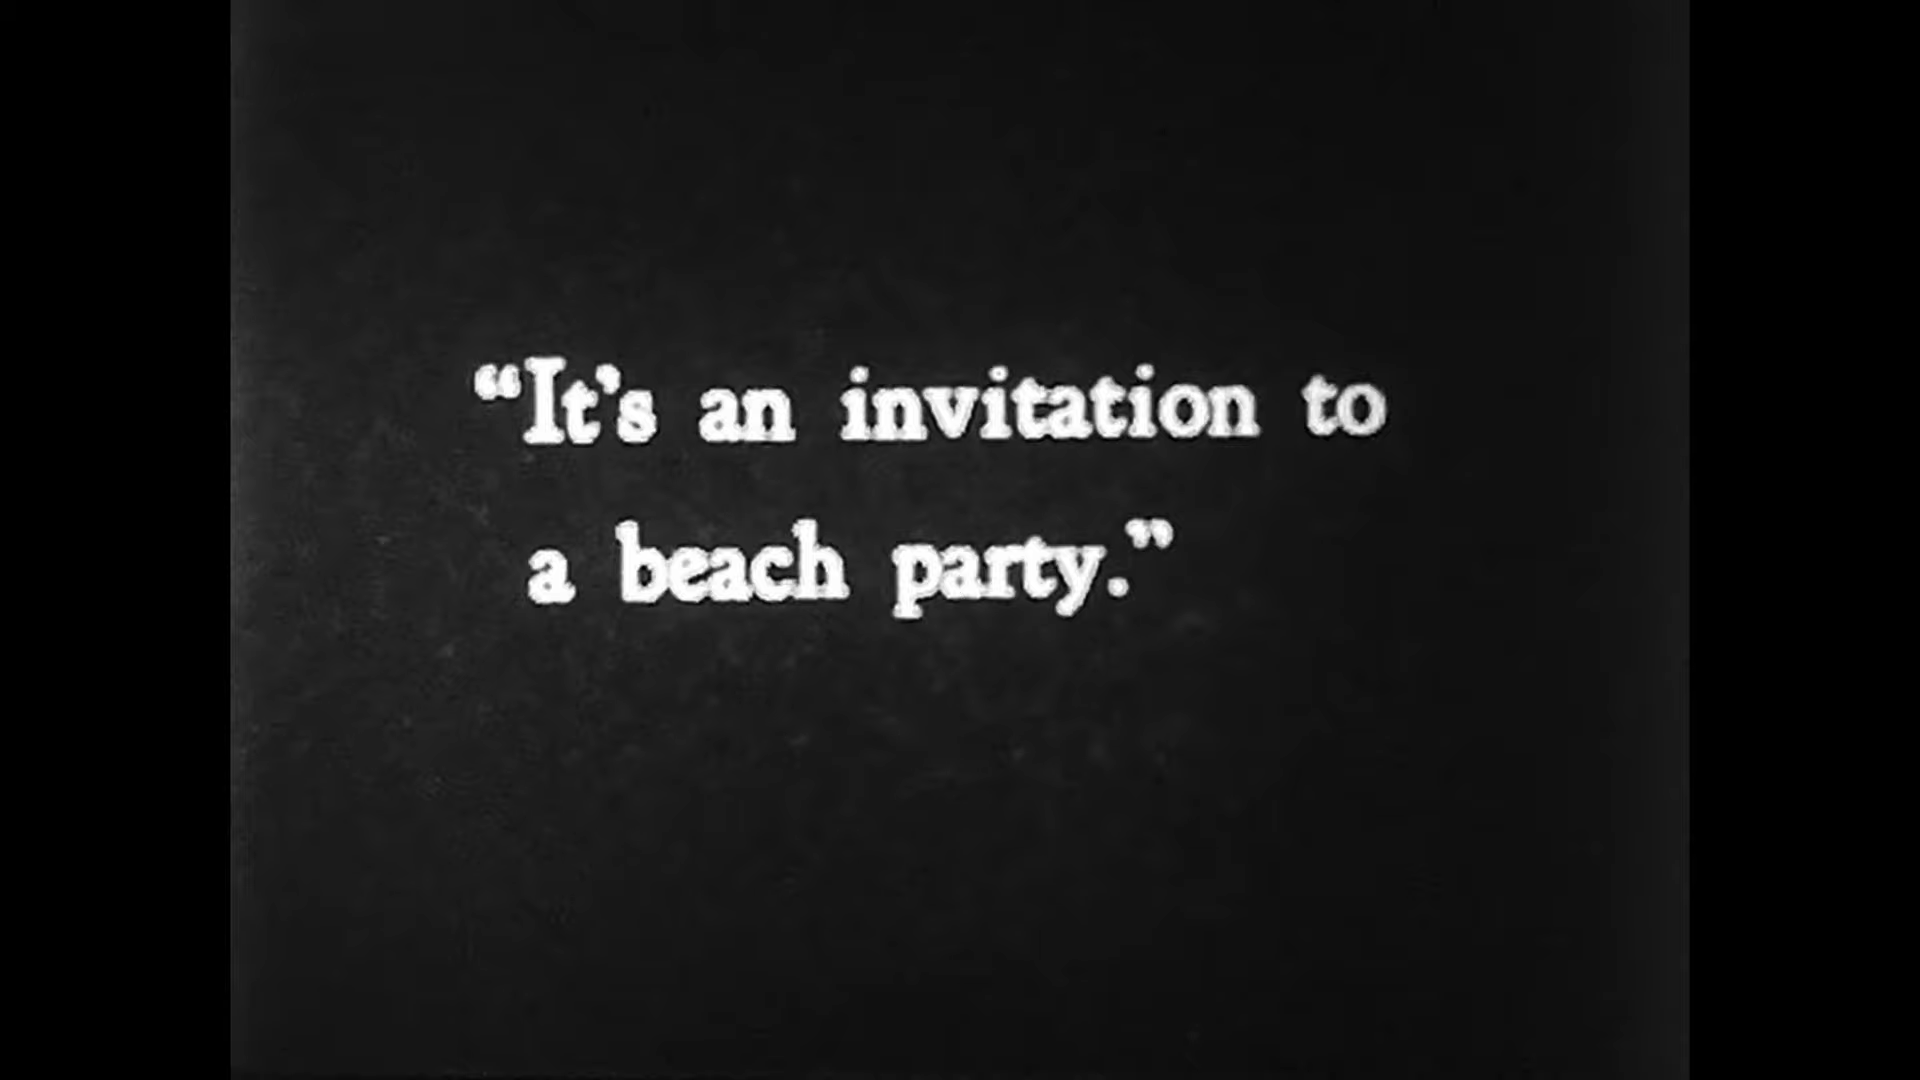 “It’s an invitation to
a beach party.”